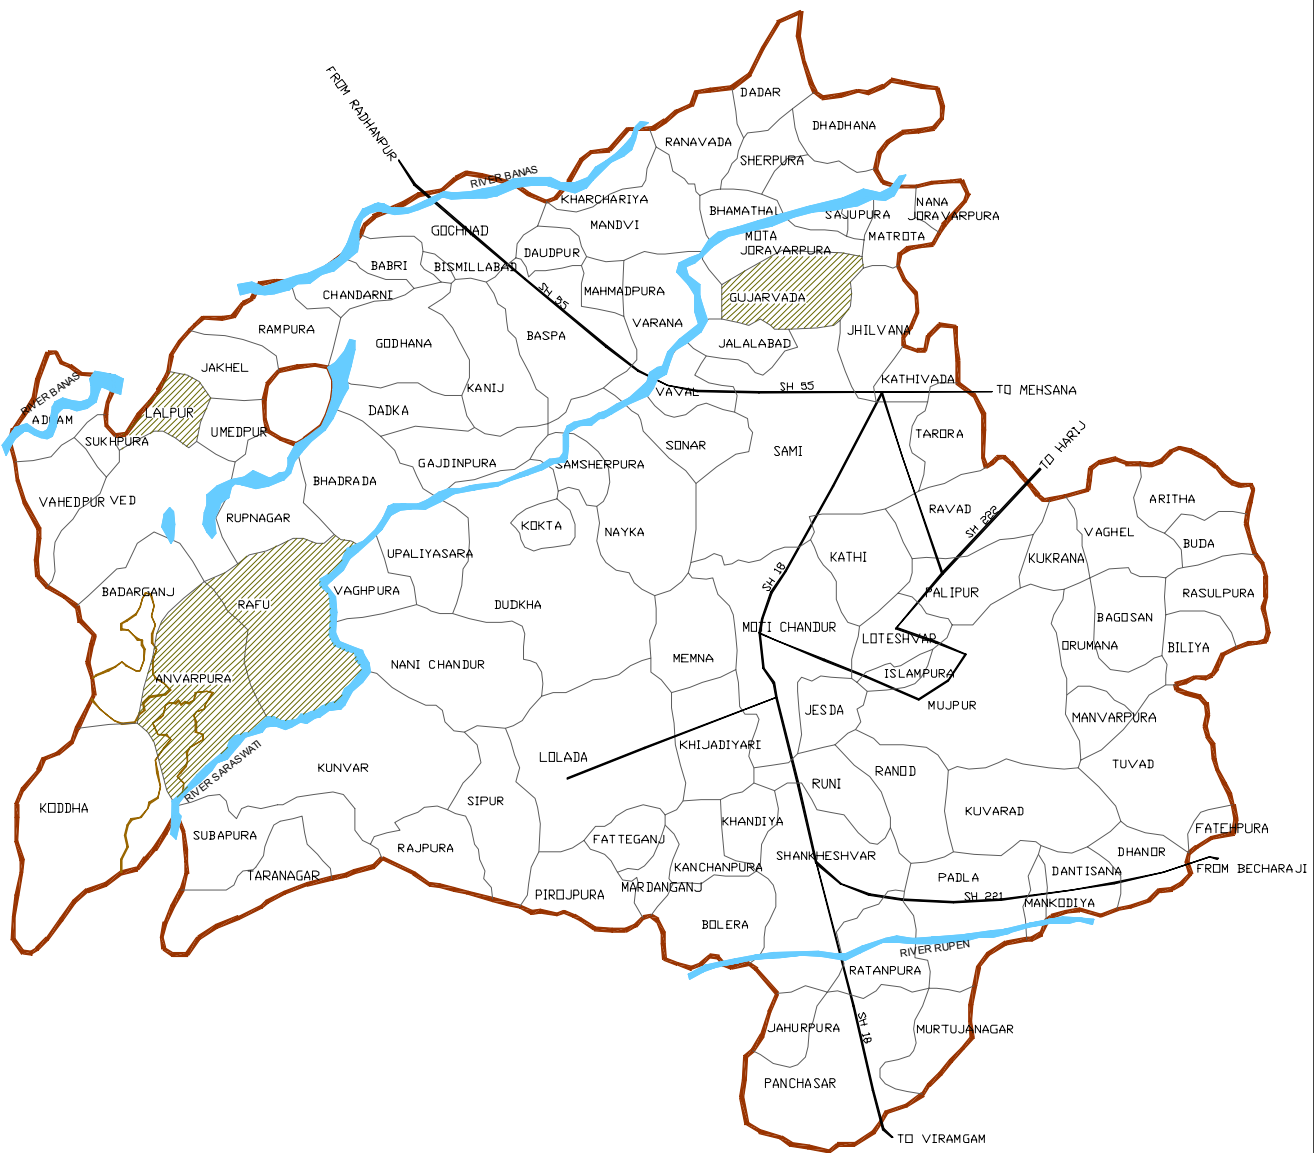 DADAR
FROM RADHANPUR
DHADHANA
RANAVADA
SHERPURA
RIVER BANAS
KHARCHARIYA
NANA
JORAVARPURA
BHAMATHAL
SAJUPURA
MANDVI
GOCHNAD
MOTA
JORAVARPURA
MATROTA
DAUDPUR
BABRI
BISMILLABAD
CHANDARNI
SH 55
MAHMADPURA
GUJARVADA
RAMPURA
VARANA
JHILVANA
GODHANA
BASPA
JALALABAD
JAKHEL
KANIJ
VAVAL
SH 55
KATHIVADA
TO MEHSANA
RIVER BANAS
ADGAM
LALPUR
DADKA
SUKHPURA
UMEDPUR
SONAR
SAMI
TARORA
TO HARIJ
GAJDINPURA
SAMSHERPURA
BHADRADA
VAHEDPUR
VED
ARITHA
RUPNAGAR
KOKTA
NAYKA
RAVAD
SH 222
VAGHEL
BUDA
UPALIYASARA
KATHI
KUKRANA
SH 18
BADARGANJ
VAGHPURA
RAFU
DUDKHA
PALIPUR
RASULPURA
BAGOSAN
MOTI CHANDUR
LOTESHVAR
ORUMANA
BILIYA
NANI CHANDUR
MEMNA
ANVARPURA
ISLAMPURA
JESDA
MUJPUR
MANVARPURA
RIVER SARASWATI
KHIJADIYARI
LOLADA
KUNVAR
RUNI
RANOD
TUVAD
KODDHA
SIPUR
KUVARAD
SUBAPURA
KHANDIYA
FATEHPURA
FATTEGANJ
RAJPURA
SHANKHESHVAR
DHANOR
TARANAGAR
KANCHANPURA
PADLA
DANTISANA
FROM BECHARAJI
PIROJPURA
MARDANGANJ
SH 221
MANKODIYA
BOLERA
RIVER RUPEN
RATANPURA
JAHURPURA
SH 18
MURTUJANAGAR
PANCHASAR
TO VIRAMGAM